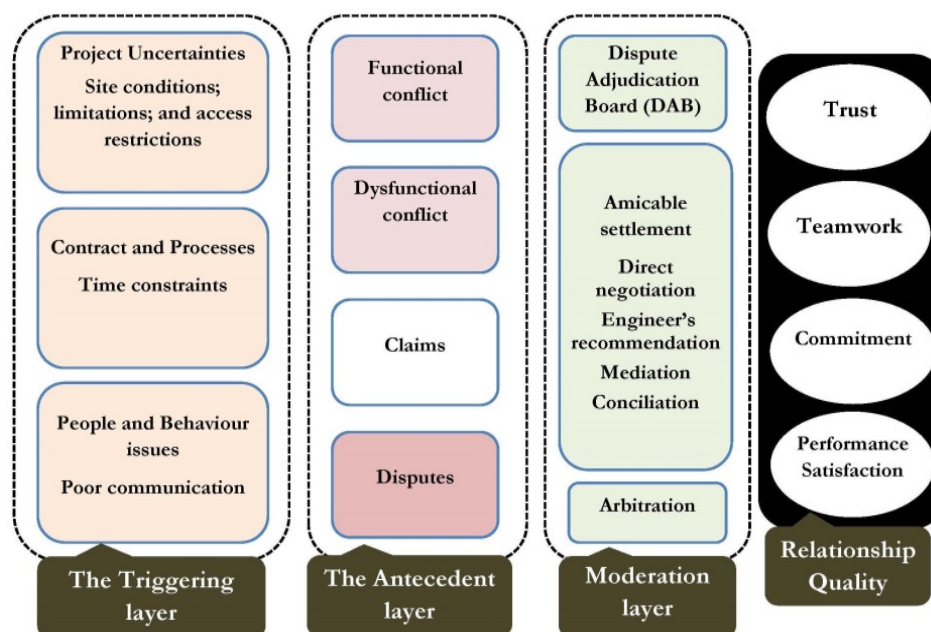 Project Uncertainties
Site conditions;
limitations; and access
restrictions
Contract and Processes
Time constraints
People and Behaviour
issues
Poor communication
The Triggering
layer
Functional
conflict
Dysfunctional
conflict
Claims
Disputes
The Antecedent
layer
Dispute
Adjudication
Board (DAB)
Amicable
settlement
Direct
negotiation
Engineer's
recommendation
Mediation
Conciliation
Arbitration
Moderation
layer
Trust
Teamwork
Commitment
Performance
Satisfaction
Relationship
Quality